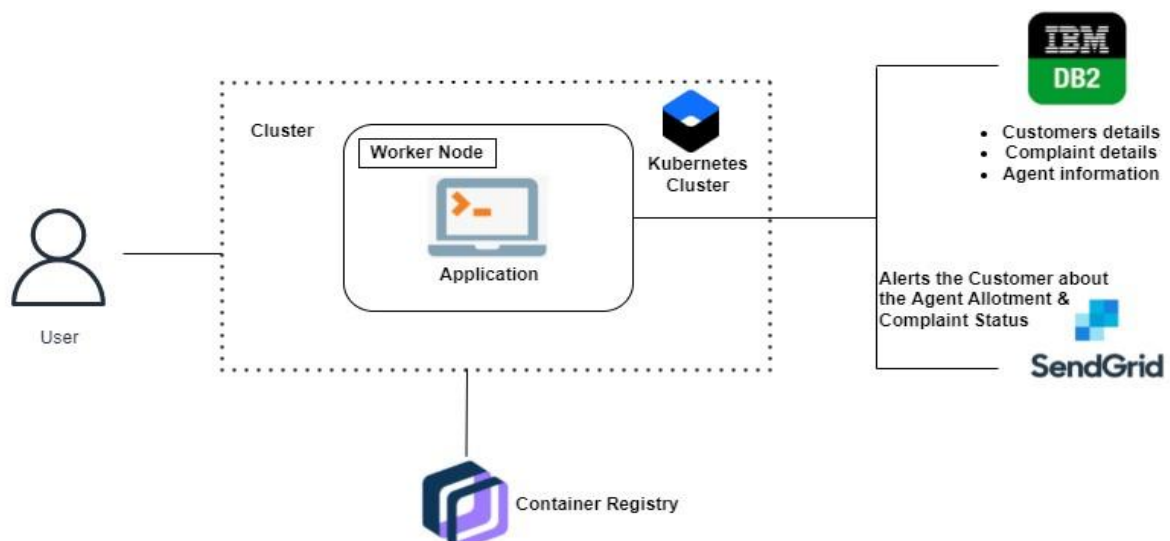 IBM
DB2
Cluster
Worker Node
Kubernetes
Cluster
Application
User
• Customers details
• Complaint details
• Agent information
Alerts the Customer about
the Agent Allotment &
Complaint Status
SendGrid
Container Registry